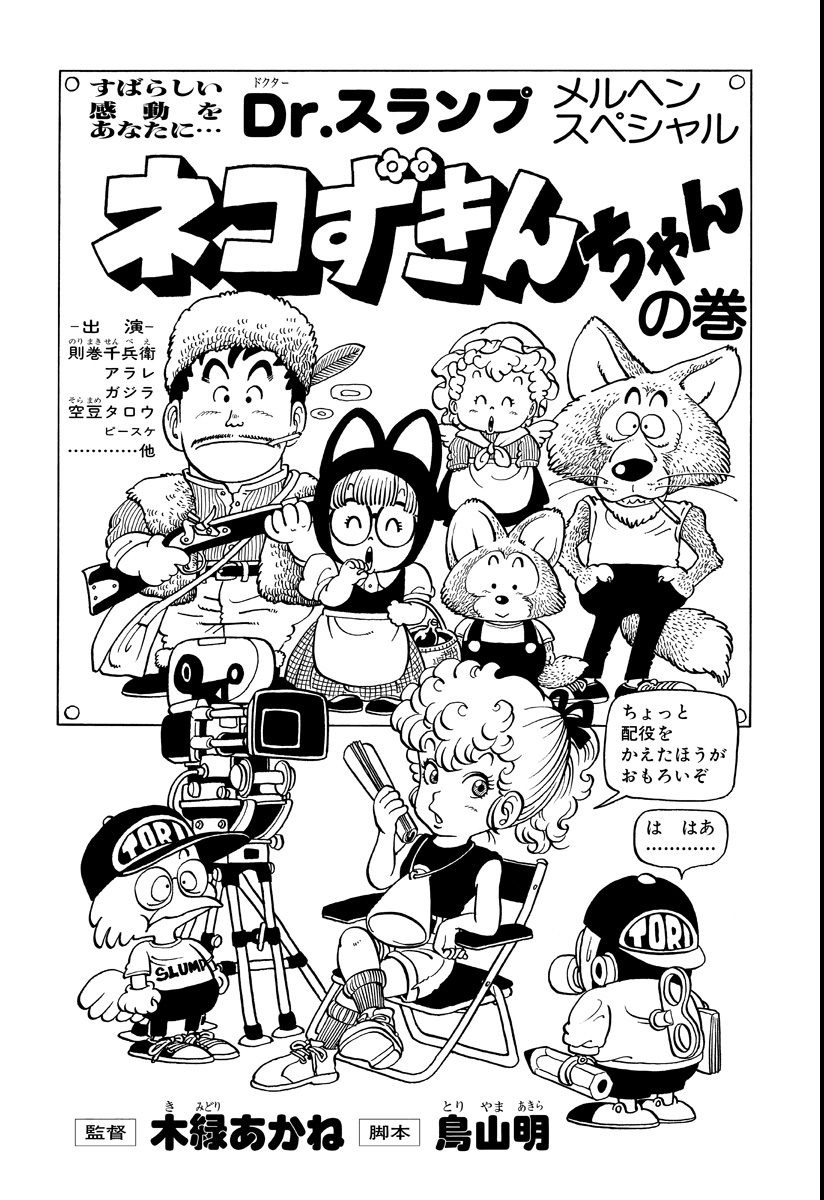 すばらしい
感動を
あなたに…
ドクター
Dr.スランプ
メルヘン
スペシャル
ネコずきんちゃん
の巻
-出 演-
のりまきせんべえ
則巻千兵衛
アラレ
ガジラ
そらまめ
空豆タロウ
ピースケ
…………他
ちょっと
配役を
かえたほうが
おもろいぞ
は はあ
…………
TORI
SLUMP
TORI
き みどり
監督 木緑あかね
とり やま あきら
脚本 鳥山明